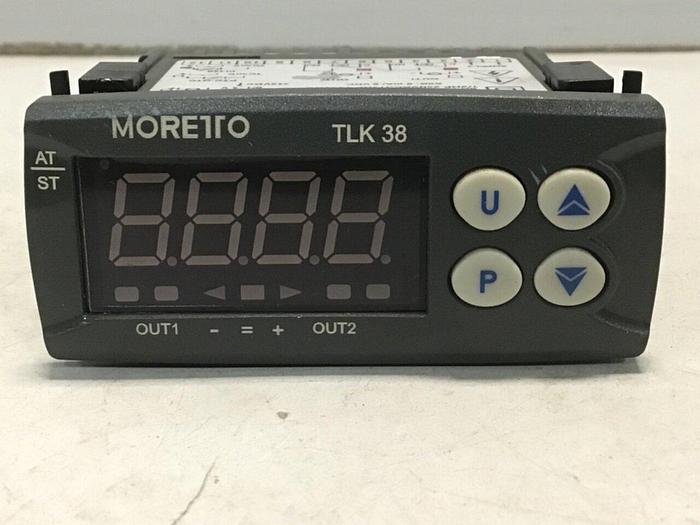 MORETTO
TLK 38
AT
ST
U
P
OUT1 - = + OUT2